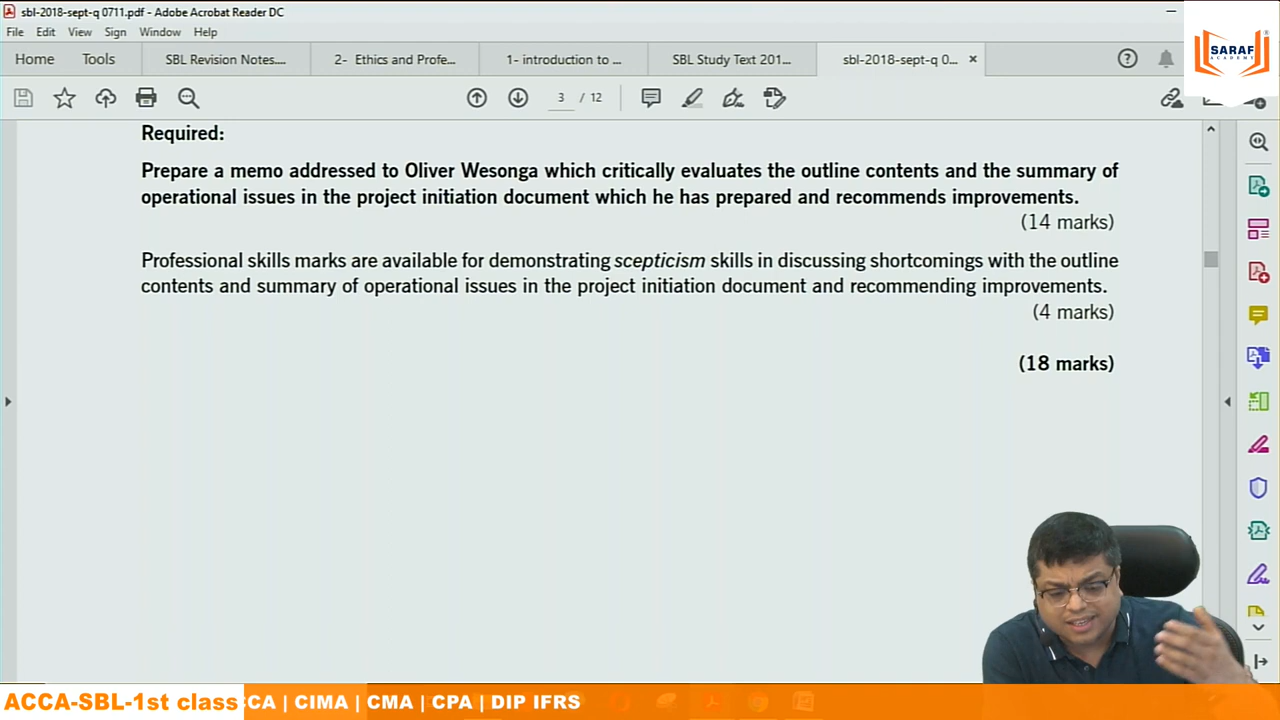 sbl-2018-sept-q 0711.pdf - Adobe Acrobat Reader DC
File Edit View Sign Window Help
Home Tools SBL Revision Notes.... 2- Ethics and Profe... 1- introduction to ... SBL Study Text 201... sbl-2018-sept-q 0... ×
3 / 12
SARAF
ACADEMY
Required:
Prepare a memo addressed to Oliver Wesonga which critically evaluates the outline contents and the summary of
operational issues in the project initiation document which he has prepared and recommends improvements.
(14 marks)
Professional skills marks are available for demonstrating scepticism skills in discussing shortcomings with the outline
contents and summary of operational issues in the project initiation document and recommending improvements.
(4 marks)
(18 marks)
ACCA-SBL-1st class CA | CIMA | CMA | CPA | DIP IFRS